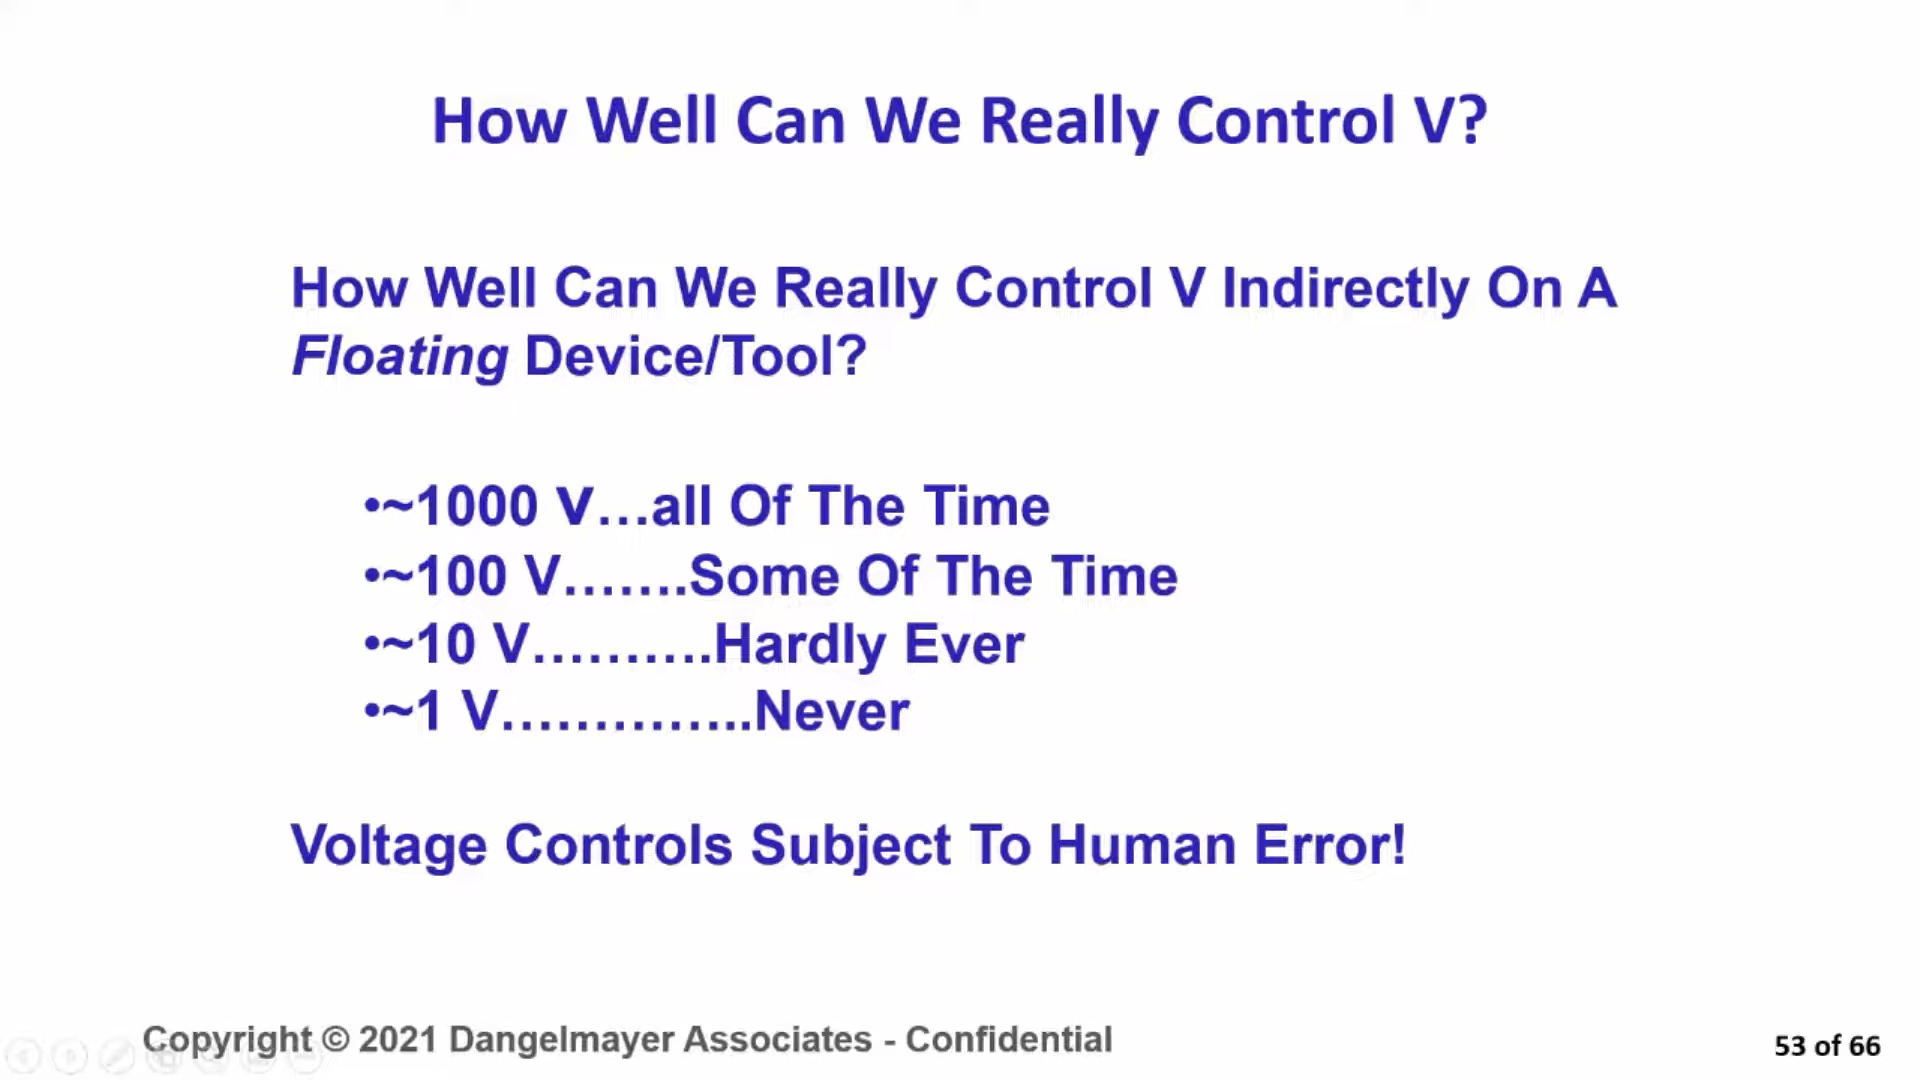 How Well Can We Really Control V?
How Well Can We Really Control V Indirectly On A
Floating Device/Tool?
•~1000 V…all Of The Time
•~100 V…….Some Of The Time
•~10 V……….Hardly Ever
•~1 V…………..Never
Voltage Controls Subject To Human Error!
Copyright © 2021 Dangelmayer Associates - Confidential
53 of 66